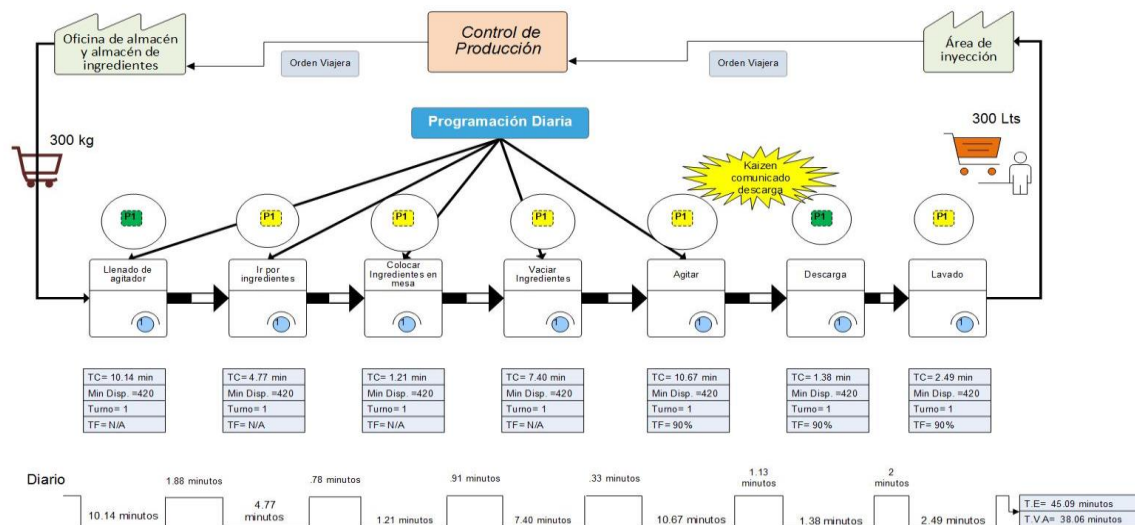 Oficina de almacén
y almacén de
ingredientes
Control de
Producción
Área de
inyección
Orden Viajera
Orden Viajera
Programación Diaria
300 kg
300 Lts
Kaizen
comunicado
descarga
P1
P1
P1
P1
P1
P1
P1
Llenado de
agitador
1
Ir por
ingredientes
1
Colocar
Ingredientes en
mesa
1
Vaciar
Ingredientes
1
Agitar
1
Descarga
1
Lavado
1
TC= 10.14 min
Min Disp. =420
Turno= 1
TF= N/A
TC= 4.77 min
Min Disp. =420
Turno= 1
TF= N/A
TC= 1.21 min
Min Disp. =420
Turno= 1
TF= N/A
TC= 7.40 min
Min Disp. =420
Turno= 1
TF= N/A
TC= 10.67 min
Min Disp. =420
Turno= 1
TF= 90%
TC= 1.38 min
Min Disp. =420
Turno= 1
TF= 90%
TC= 2.49 min
Min Disp. =420
Turno= 1
TF= 90%
Diario
10.14 minutos
1.88 minutos
4.77
minutos
.78 minutos
1.21 minutos
.91 minutos
7.40 minutos
.33 minutos
10.67 minutos
1.13
minutos
1.38 minutos
2
minutos
2.49 minutos
T.E= 45.09 minutos
T.V.A= 38.06 minutos